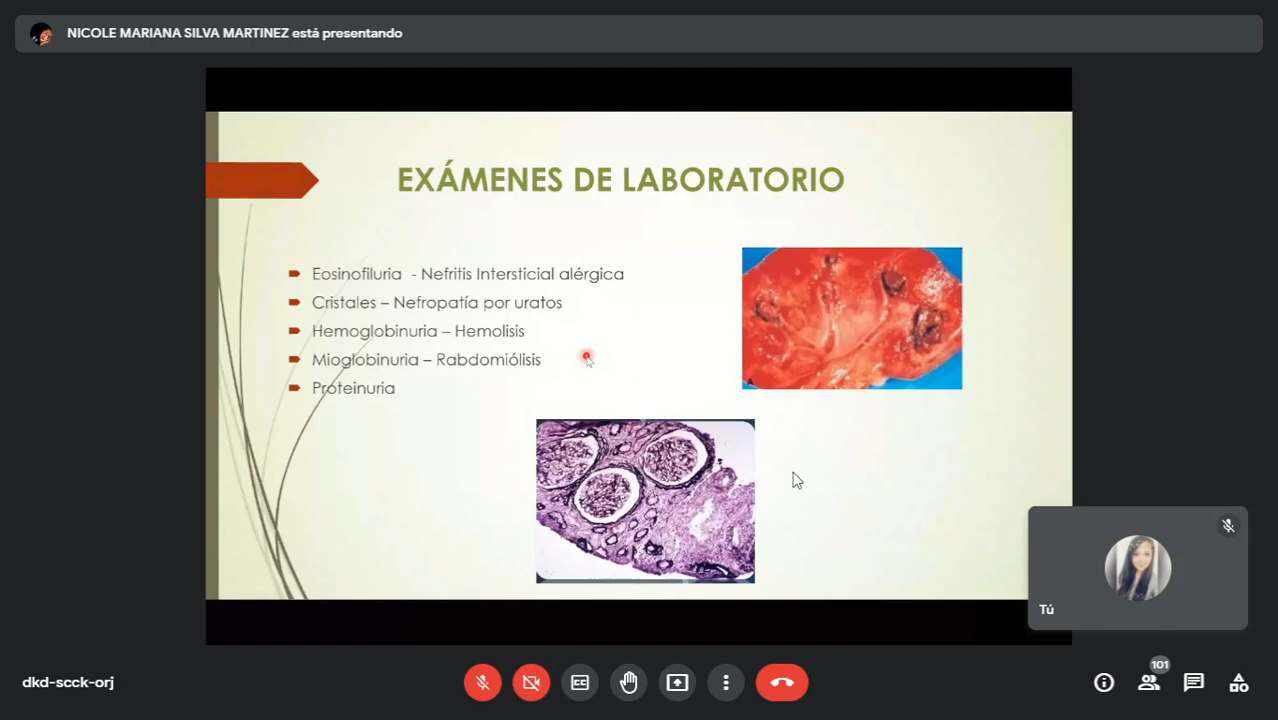 NICOLE MARIANA SILVA MARTINEZ está presentando
EXÁMENES DE LABORATORIO
Eosinofiluria - Nefritis Intersticial alérgica
Cristales – Nefropatía por uratos
Hemoglobinuria – Hemolisis
Mioglobinuria – Rabdomiólisis
Proteinuria
A
Tú
dkd-scck-orj
CC
101